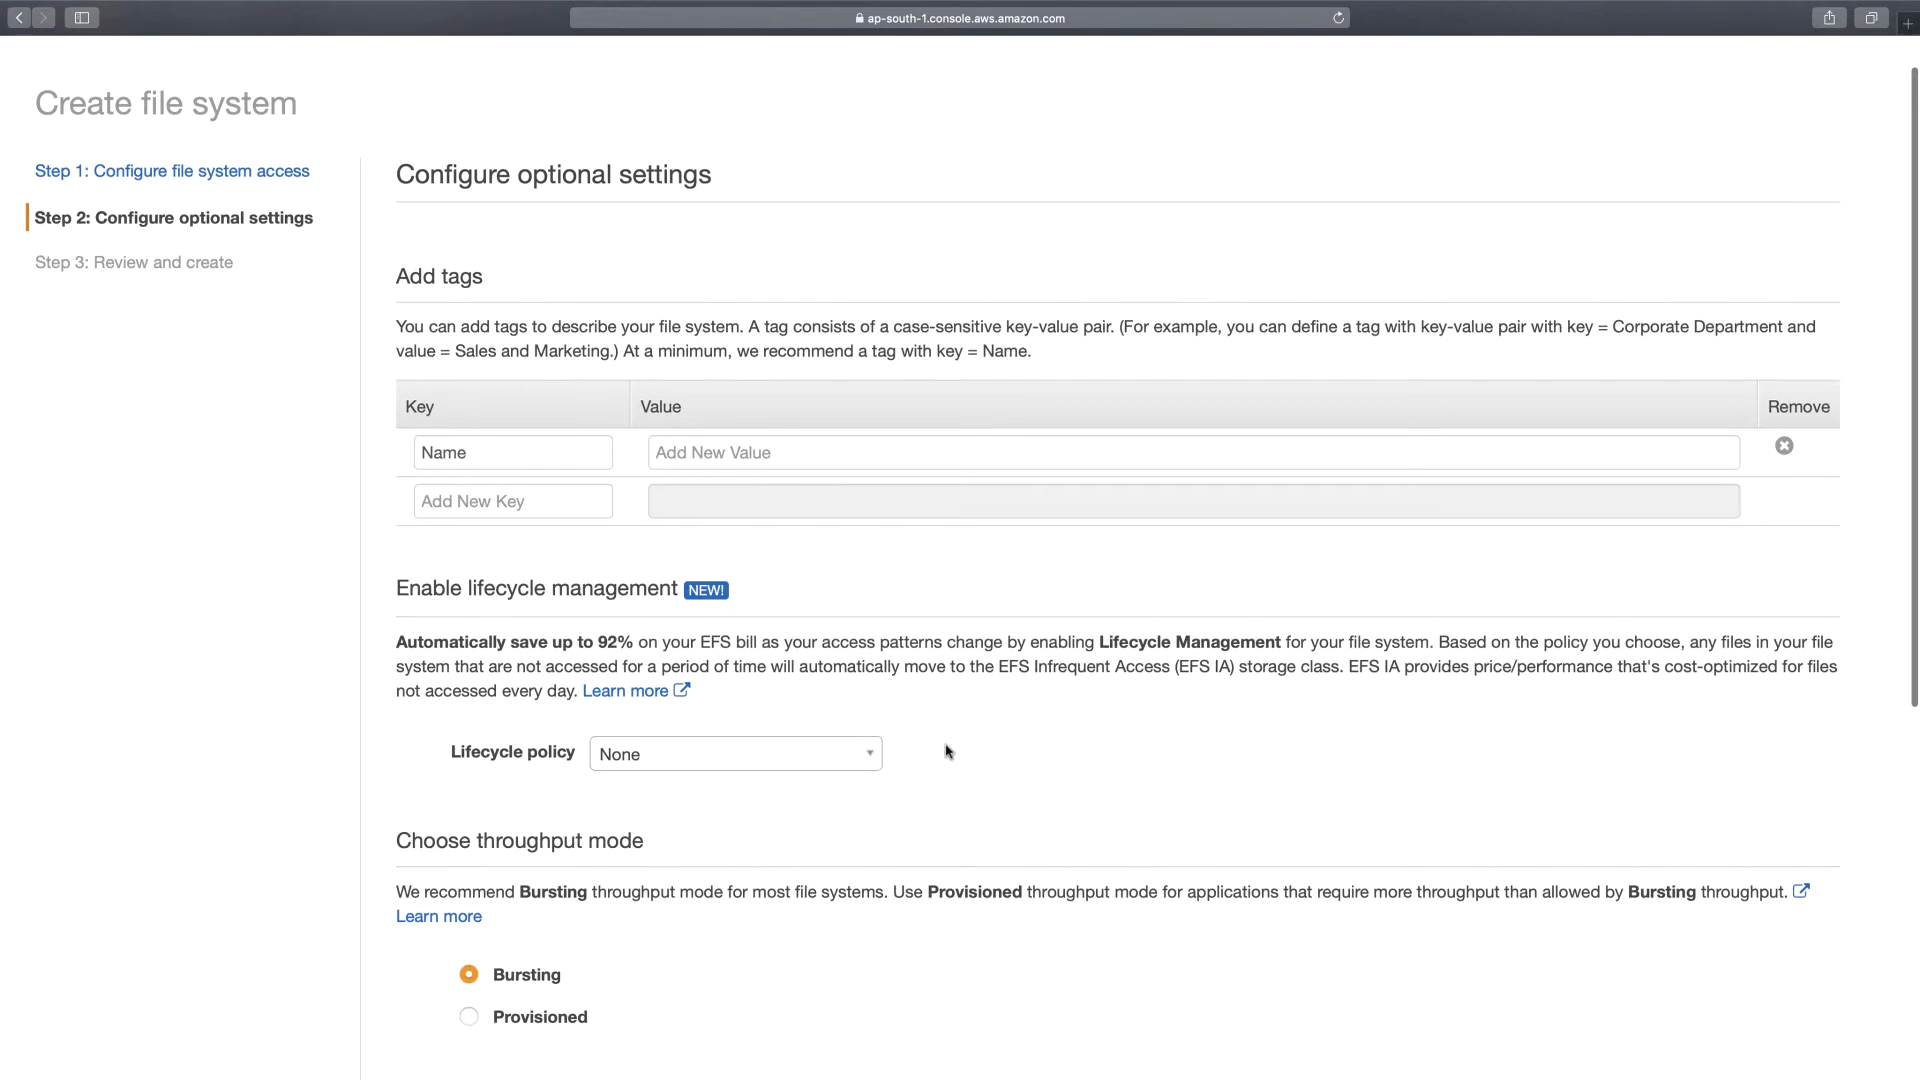 ap-south-1.console.aws.amazon.com
Create file system
Step 1: Configure file system access
Step 2: Configure optional settings
Step 3: Review and create
Configure optional settings
Add tags
You can add tags to describe your file system. A tag consists of a case-sensitive key-value pair. (For example, you can define a tag with key-value pair with key = Corporate Department and
value = Sales and Marketing.) At a minimum, we recommend a tag with key = Name.
Key Value Remove
Name Add New Value
Add New Key
Enable lifecycle management NEW!
Automatically save up to 92% on your EFS bill as your access patterns change by enabling Lifecycle Management for your file system. Based on the policy you choose, any files in your file
system that are not accessed for a period of time will automatically move to the EFS Infrequent Access (EFS IA) storage class. EFS IA provides price/performance that's cost-optimized for files
not accessed every day. Learn more
Lifecycle policy None
Choose throughput mode
We recommend Bursting throughput mode for most file systems. Use Provisioned throughput mode for applications that require more throughput than allowed by Bursting throughput.
Learn more
Bursting
Provisioned